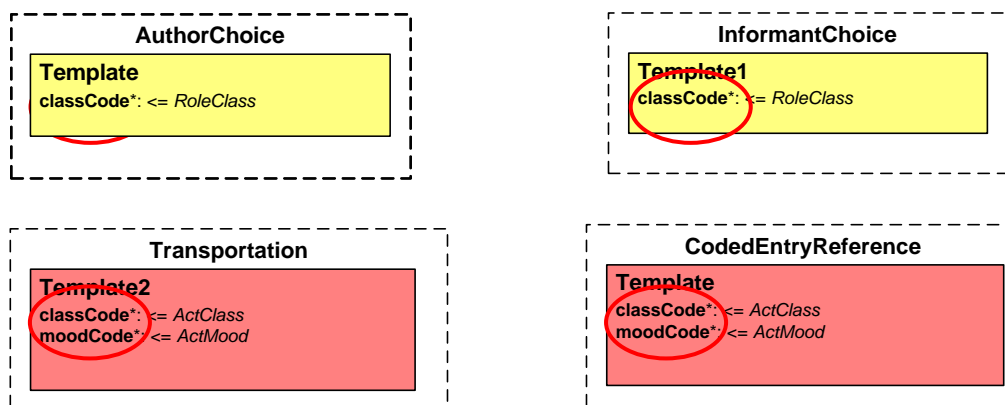 AuthorChoice
Template
classCode*: <= RoleClass
InformantChoice
Template1
classCode*: <= RoleClass
Transportation
Template2
classCode*: <= ActClass
moodCode*: <= ActMood
CodedEntryReference
Template
classCode*: <= ActClass
moodCode*: <= ActMood